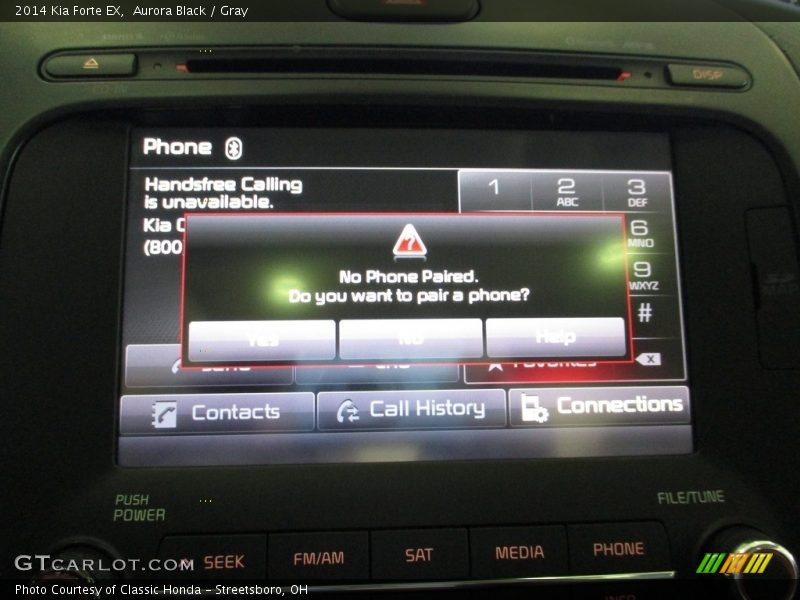 2014 Kia Forte EX,  Aurora Black / Gray
DISP
Phone
Handsfree Calling
is unavailable.
Kia C
(800
1
2 ABC
3 DEF
6 MNO
9 WXYZ
#
No Phone Paired.
Do you want to pair a phone?
Yes
No
Help
Favorites
Contacts
Call History
Connections
PUSH
POWER
FILE/TUNE
SEEK
FM/AM
SAT
MEDIA
PHONE
GTCARLOT.COM
Photo Courtesy of Classic Honda - Streetsboro, OH